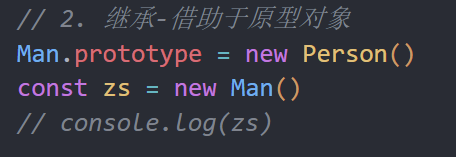 // 2. 继承-借助于原型对象
Man.prototype = new Person()
const zs = new Man()
// console.log(zs)